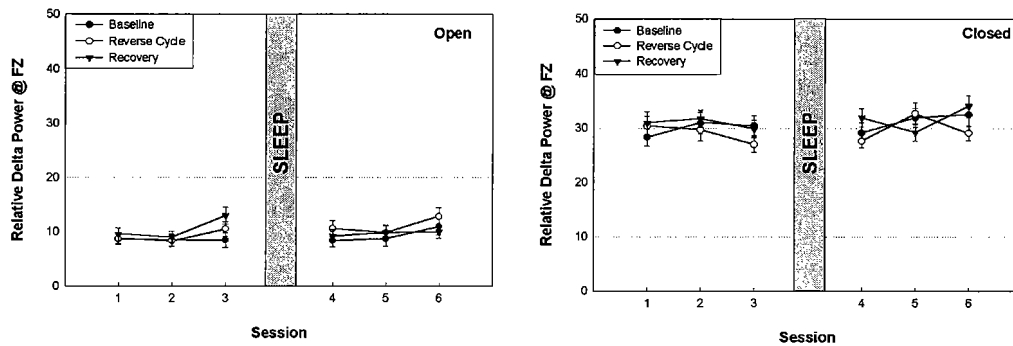 50
40
30
20
10
0
Relative Delta Power @ FZ
Baseline
Reverse Cycle
Recovery
Open
SLEEP
1 2 3 4 5 6
Session
50
40
30
20
10
0
Relative Delta Power @ FZ
Baseline
Reverse Cycle
Recovery
Closed
SLEEP
1 2 3 4 5 6
Session